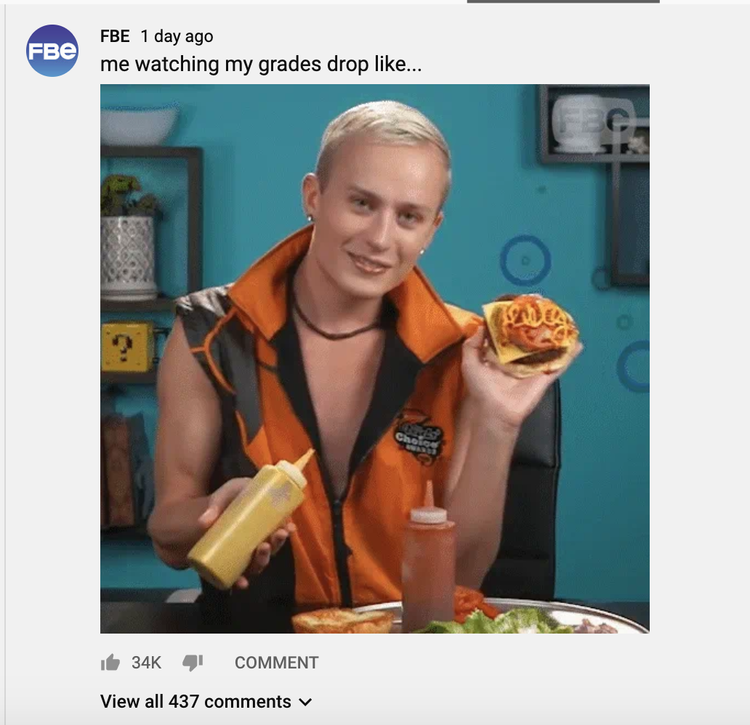 FBE
FBE 1 day ago
me watching my grades drop like...
FBE
?
Choice
34K
COMMENT
View all 437 comments